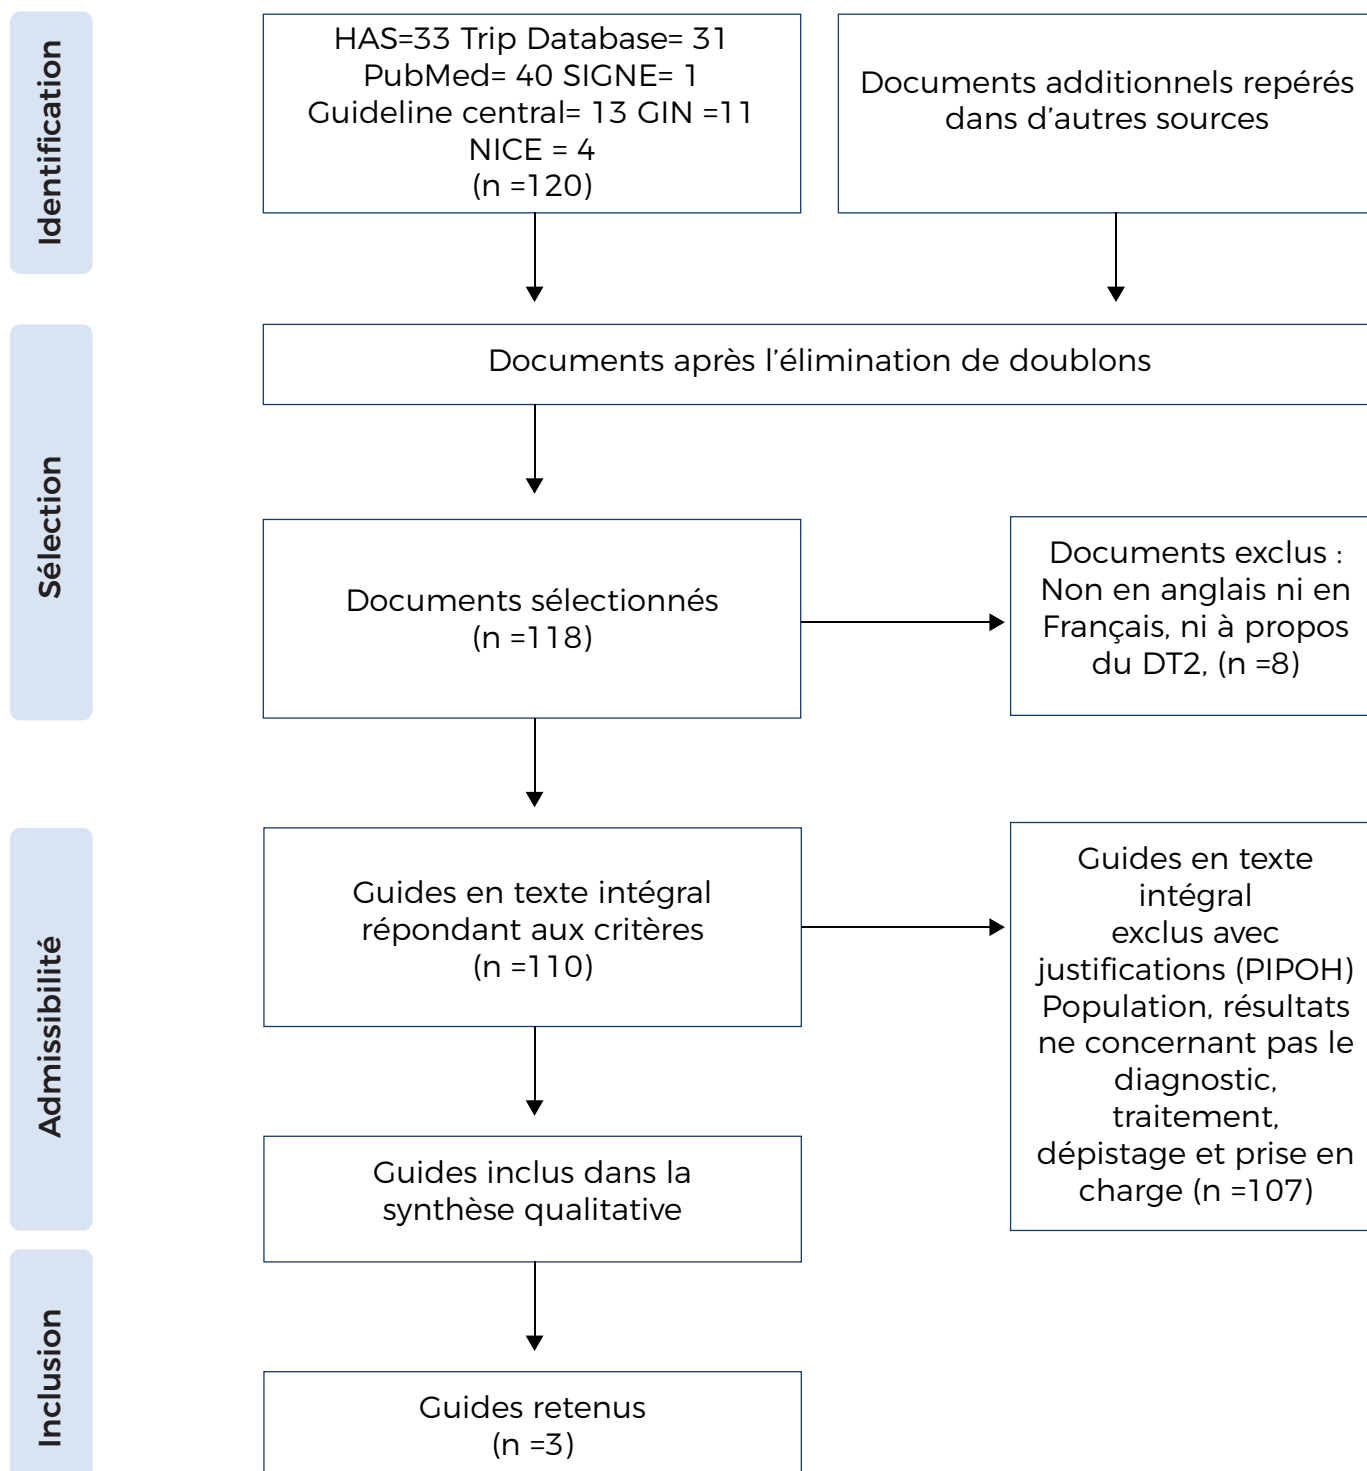 Identification
HAS=33 Trip Database= 31
PubMed= 40 SIGNE= 1
Guideline central= 13 GIN =11
NICE = 4
(n =120)
Documents additionnels repérés
dans d'autres sources
Sélection
Documents après l'élimination de doublons
Documents sélectionnés
(n =118)
Documents exclus :
Non en anglais ni en
Français, ni à propos
du DT2, (n =8)
Admissibilité
Guides en texte intégral
répondant aux critères
(n =110)
Guides en texte
intégral
exclus avec
justifications (PIPOH)
Population, résultats
ne concernant pas le
diagnostic,
traitement,
dépistage et prise en
charge (n =107)
Guides inclus dans la
synthèse qualitative
Inclusion
Guides retenus
(n =3)